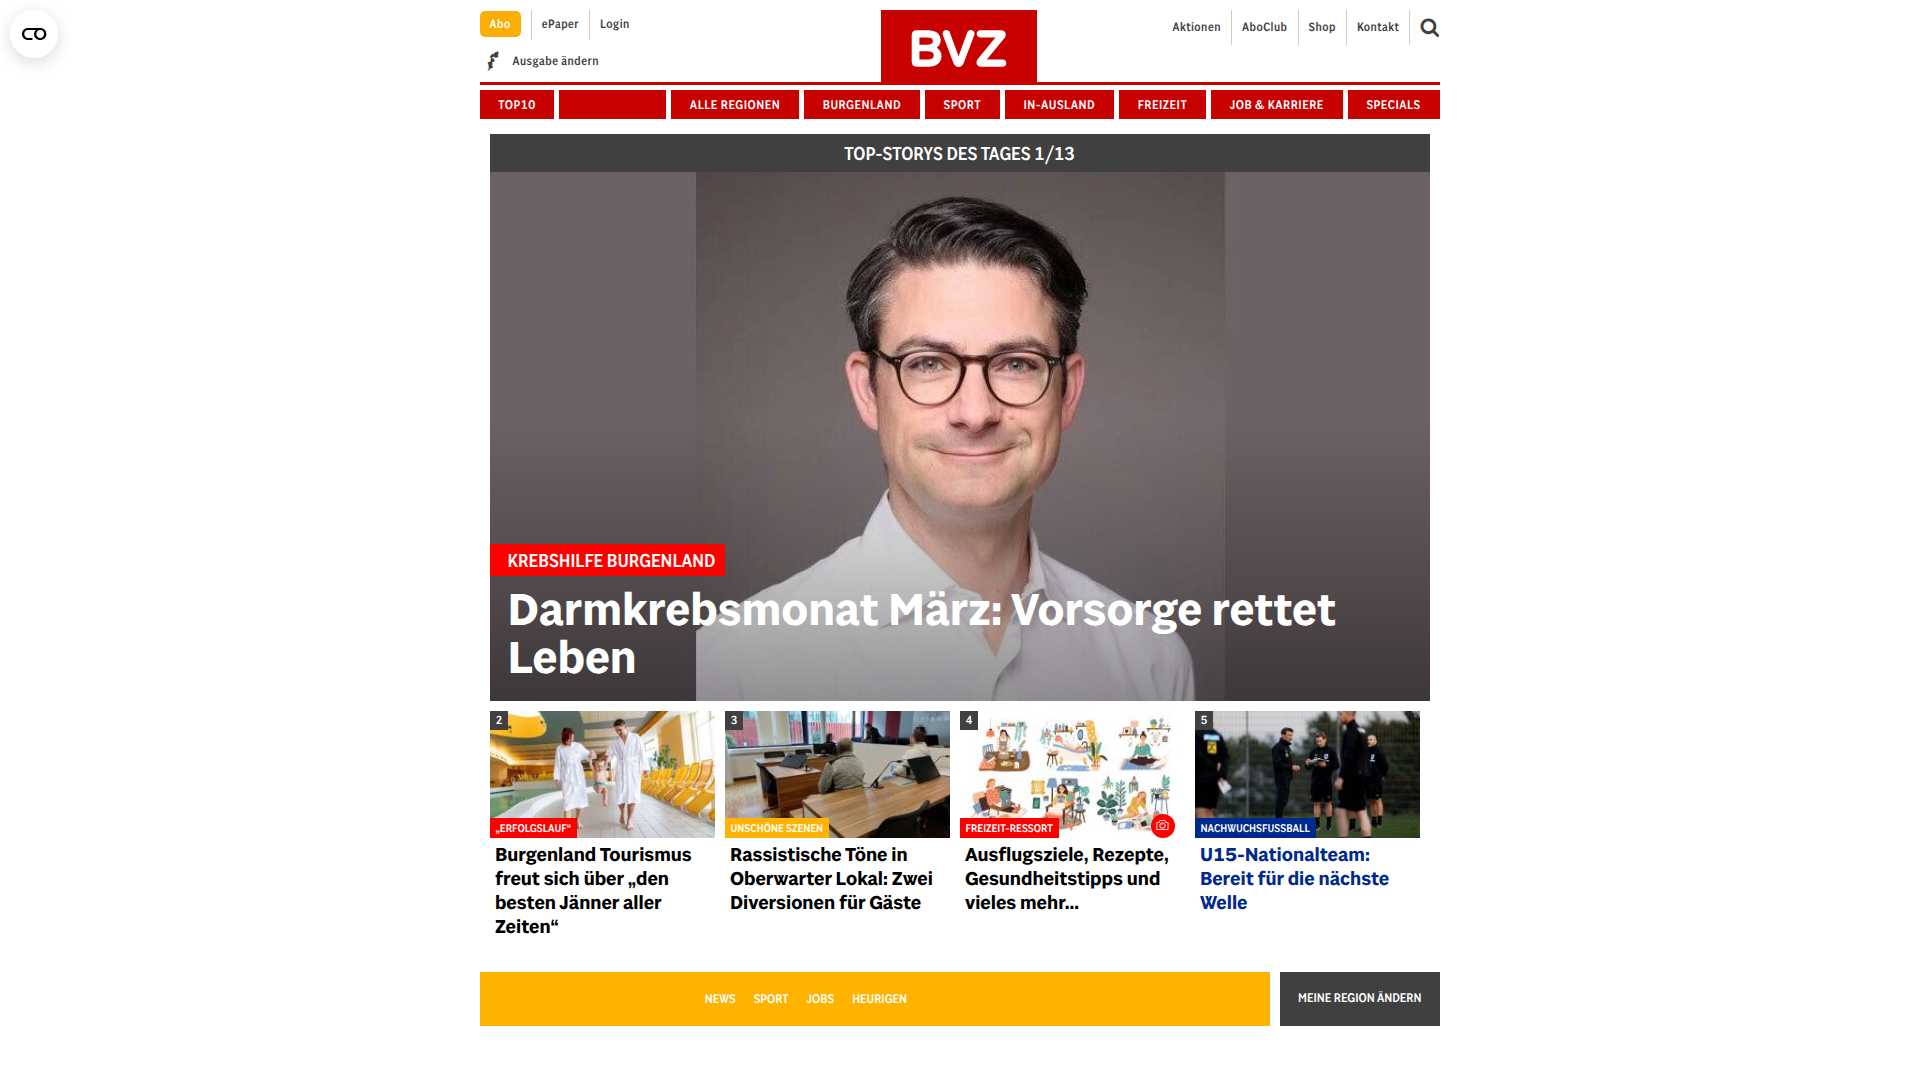 Abo
ePaper
Login
Ausgabe ändern
BVZ
Aktionen
AboClub
Shop
Kontakt
TOP10
ALLE REGIONEN
BURGENLAND
SPORT
IN-AUSLAND
FREIZEIT
JOB & KARRIERE
SPECIALS
TOP-STORYS DES TAGES 1/13
KREBSHILFE BURGENLAND
Darmkrebsmonat März: Vorsorge rettet
Leben
2
„ERFOLGSLAUF“
Burgenland Tourismus
freut sich über „den
besten Jänner aller
Zeiten“
3
UNSCHÖNE SZENEN
Rassistische Töne in
Oberwarter Lokal: Zwei
Diversionen für Gäste
4
FREIZEIT-RESSORT
Ausflugsziele, Rezepte,
Gesundheitstipps und
vieles mehr...
5
NACHWUCHSFUSSBALL
U15-Nationalteam:
Bereit für die nächste
Welle
NEWS
SPORT
JOBS
HEURIGEN
MEINE REGION ÄNDERN